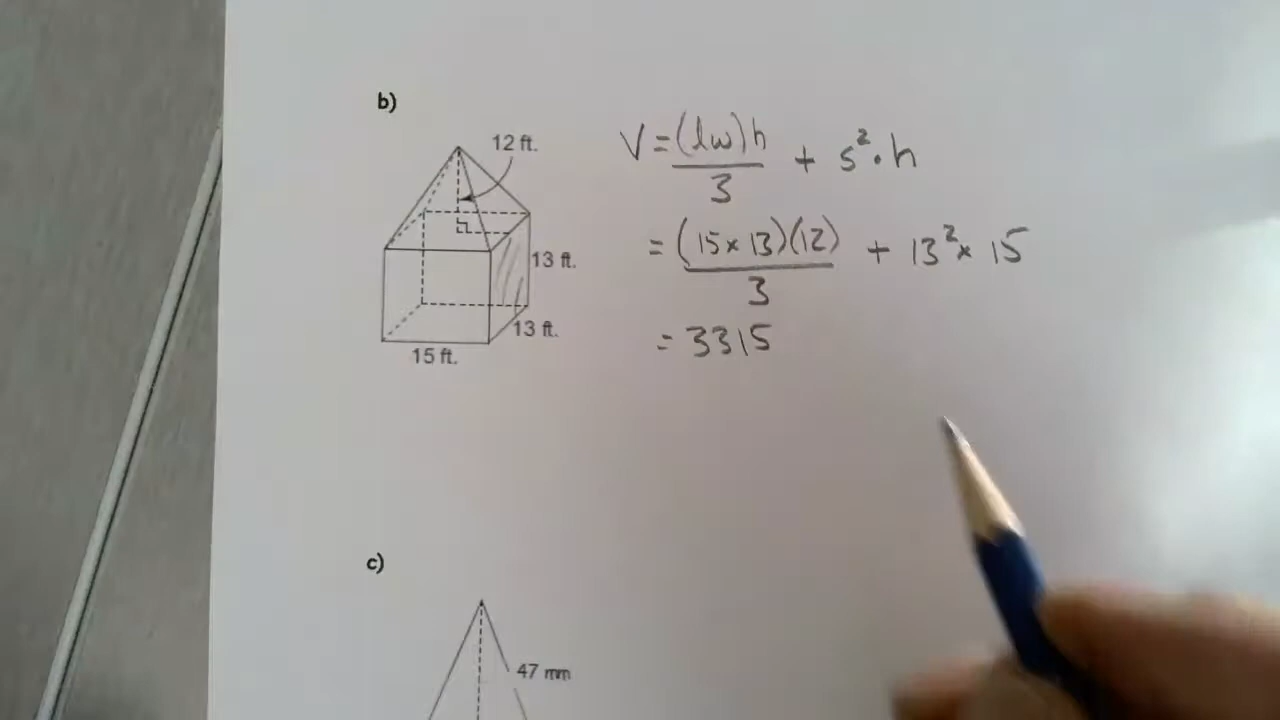 b)
12 ft.
13 ft.
13 ft.
15 ft.
V = (lw)h / 3 + s² · h
= (15 × 13)(12) / 3 + 13² × 15
= 3315
c)
47 mm